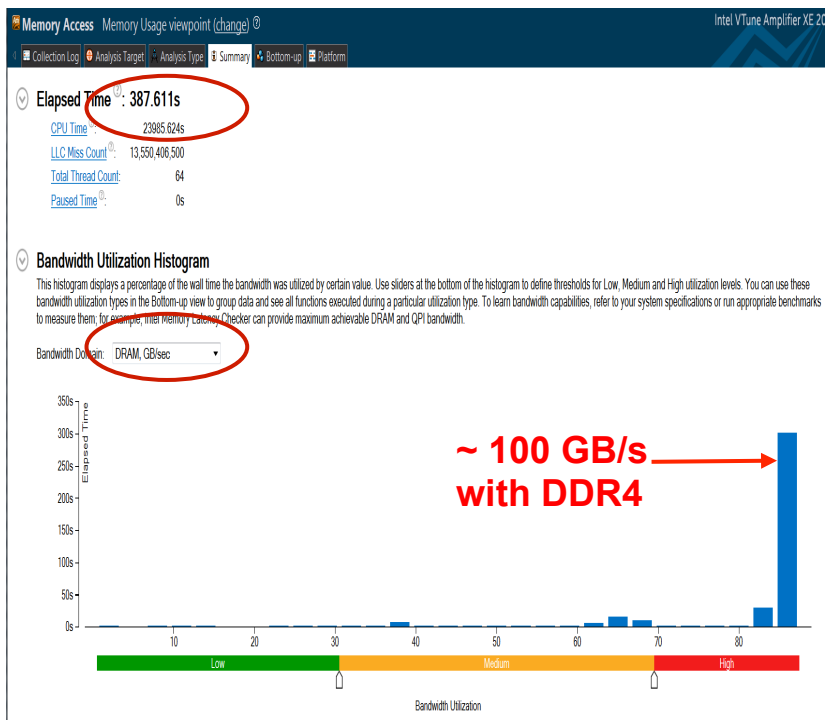 Memory Access Memory Usage viewpoint (change) ?
Intel VTune Amplifier XE 20
Collection Log Analysis Target Analysis Type Summary Bottom-up Platform
Elapsed Time ?: 387.611s
CPU Time ?: 23985.624s
LLC Miss Count ?: 13,550,406,500
Total Thread Count: 64
Paused Time ?: 0s
Bandwidth Utilization Histogram
This histogram displays a percentage of the wall time the bandwidth was utilized by certain value. Use sliders at the bottom of the histogram to define thresholds for Low, Medium and High utilization levels. You can use these
bandwidth utilization types in the Bottom-up view to group data and see all functions executed during a particular utilization type. To learn bandwidth capabilities, refer to your system specifications or run appropriate benchmarks
to measure them; for example, Intel Memory Latency Checker can provide maximum achievable DRAM and QPI bandwidth.
Bandwidth Domain: DRAM, GB/sec
350s
300s
250s
200s
150s
100s
50s
0s
Elapsed Time
~ 100 GB/s
with DDR4
10 20 30 40 50 60 70 80
Low Medium High
Bandwidth Utilization